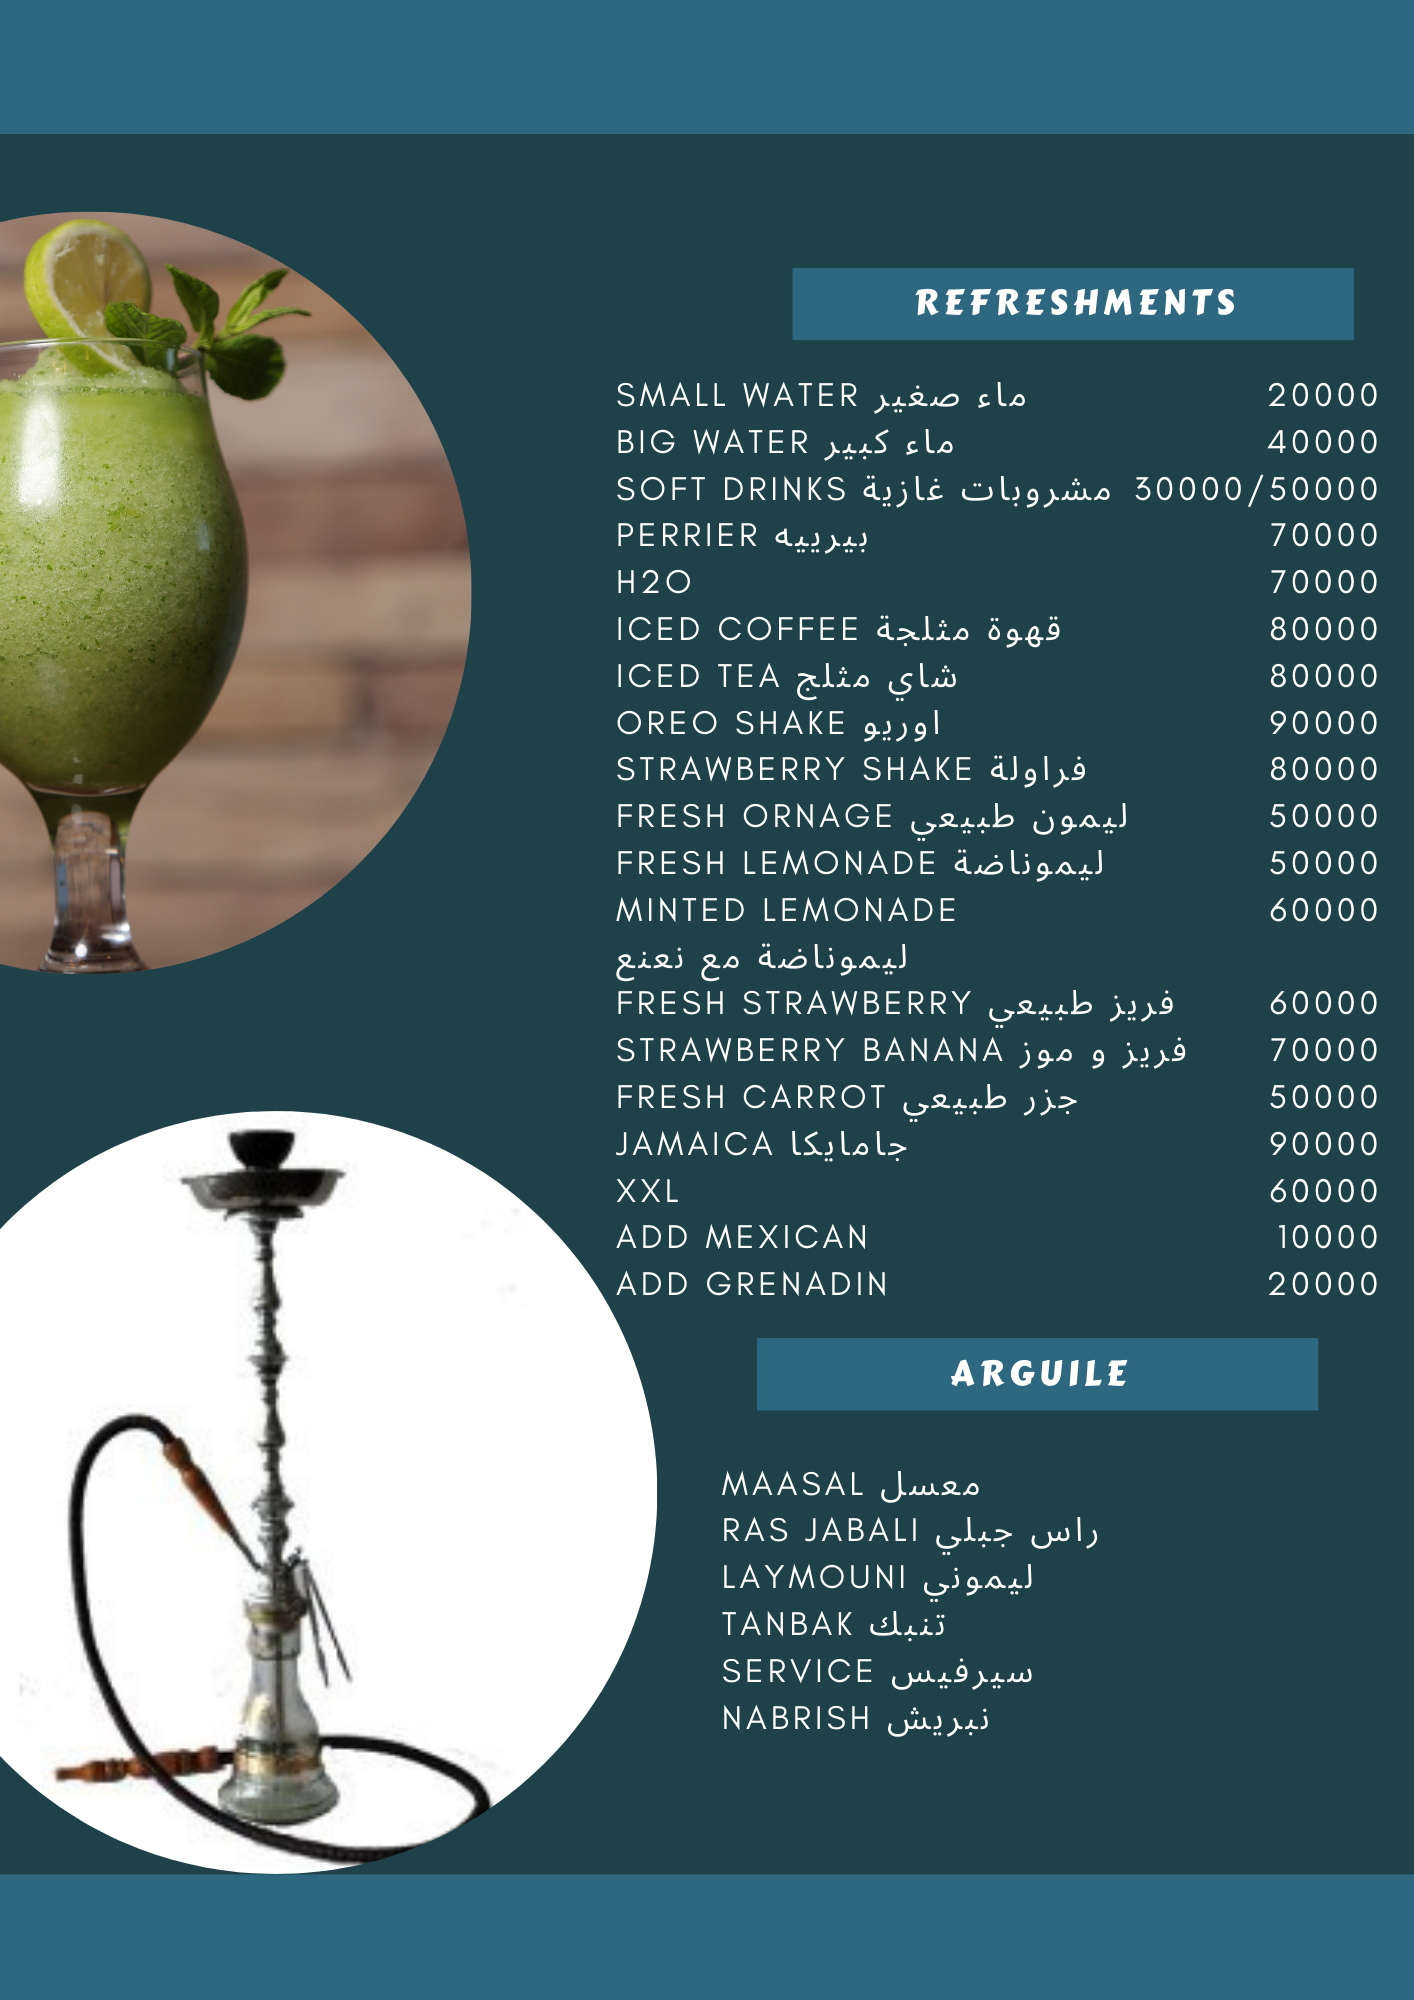 REFRESHMENTS
SMALL WATER ماء صغير 20000
BIG WATER ماء كبير 40000
SOFT DRINKS مشروبات غازية 30000/50000
PERRIER بيرييه 70000
H2O 70000
ICED COFFEE قهوة مثلجة 80000
ICED TEA شاي مثلج 80000
OREO SHAKE اوريو 90000
STRAWBERRY SHAKE فراولة 80000
FRESH ORNAGE ليمون طبيعي 50000
FRESH LEMONADE ليموناضة 50000
MINTED LEMONADE 60000
ليموناضة مع نعنع
FRESH STRAWBERRY فريز طبيعي 60000
STRAWBERRY BANANA فريز و موز 70000
FRESH CARROT جزر طبيعي 50000
JAMAICA جامايكا 90000
XXL 60000
ADD MEXICAN 10000
ADD GRENADIN 20000
ARGUILE
MAASAL معسل
RAS JABALI راس جبلي
LAYMOUNI ليموني
TANBAK تنبك
SERVICE سيرفيس
NABRISH نبريش